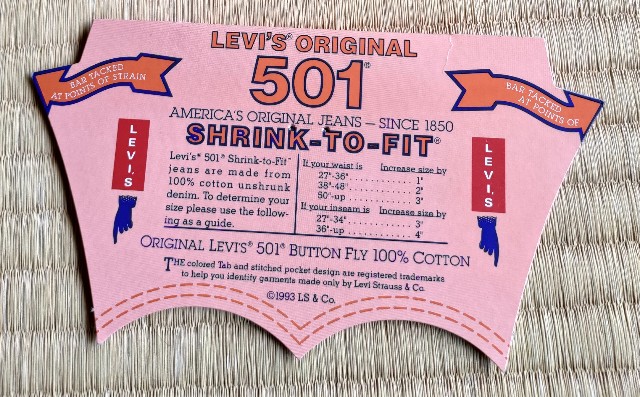 LEVI'S® ORIGINAL
501®
BAR TACKED
AT POINTS OF STRAIN
BAR TACKED
AT POINTS OF
AMERICA'S ORIGINAL JEANS — SINCE 1850
SHRINK-TO-FIT®
LEVI'S
Levi's® 501® Shrink-to-Fit™
jeans are made from
100% cotton unshrunk
denim. To determine your
size please use the follow-
ing as a guide.
If your waist is Increase size by
27"-36" .......... 1"
38"-48" .......... 2"
50"-up .......... 3"
If your inseam is Increase size by
27"-34" .......... 3"
36"-up .......... 4"
LEVI'S
ORIGINAL LEVI'S® 501® BUTTON FLY 100% COTTON
THE colored Tab and stitched pocket design are registered trademarks
to help you identify garments made only by Levi Strauss & Co.
©1993 LS & Co.